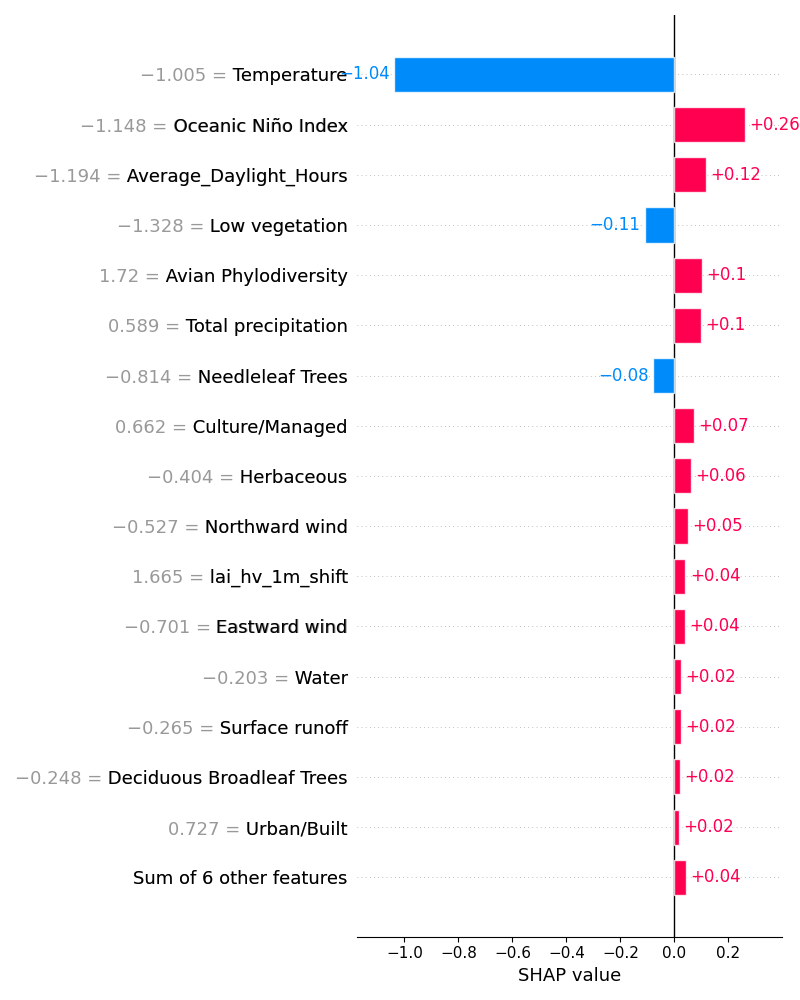 −1.005 = Temperature −1.04
−1.148 = Oceanic Niño Index +0.26
−1.194 = Average_Daylight_Hours +0.12
−1.328 = Low vegetation −0.11
1.72 = Avian Phylodiversity +0.1
0.589 = Total precipitation +0.1
−0.814 = Needleleaf Trees −0.08
0.662 = Culture/Managed +0.07
−0.404 = Herbaceous +0.06
−0.527 = Northward wind +0.05
1.665 = lai_hv_1m_shift +0.04
−0.701 = Eastward wind +0.04
−0.203 = Water +0.02
−0.265 = Surface runoff +0.02
−0.248 = Deciduous Broadleaf Trees +0.02
0.727 = Urban/Built +0.02
Sum of 6 other features +0.04
−1.0 −0.8 −0.6 −0.4 −0.2 0.0 0.2
SHAP value